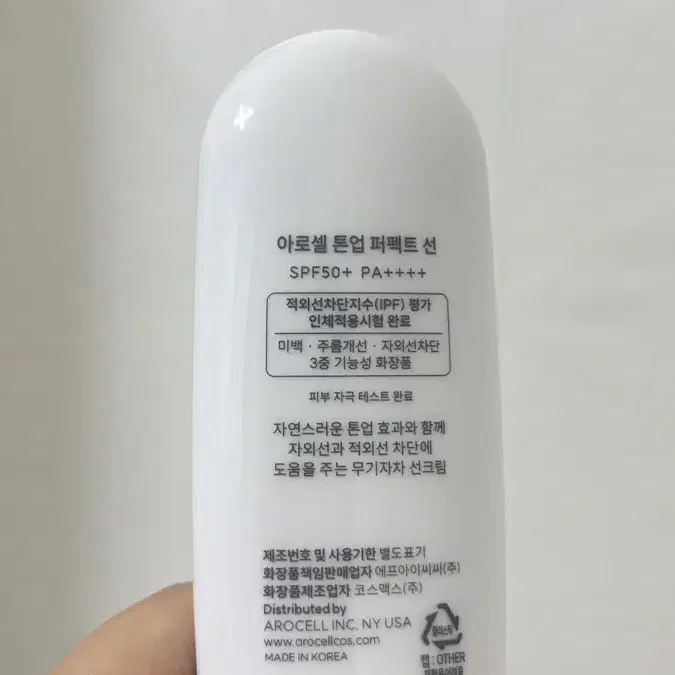 아로셀 톤업 퍼펙트 선
SPF50+ PA++++
적외선차단지수(IPF) 평가
인체적용시험 완료
미백 · 주름개선 · 자외선차단
3중 기능성 화장품
피부 자극 테스트 완료
자연스러운 톤업 효과와 함께
자외선과 적외선 차단에
도움을 주는 무기자차 선크림
제조번호 및 사용기한 별도표기
화장품책임판매업자 에프아이씨씨(주)
화장품제조업자 코스맥스(주)
Distributed by
AROCELL INC, NY USA
www.arocellcos.com
MADE IN KOREA
플라스틱
캡 : OTHER